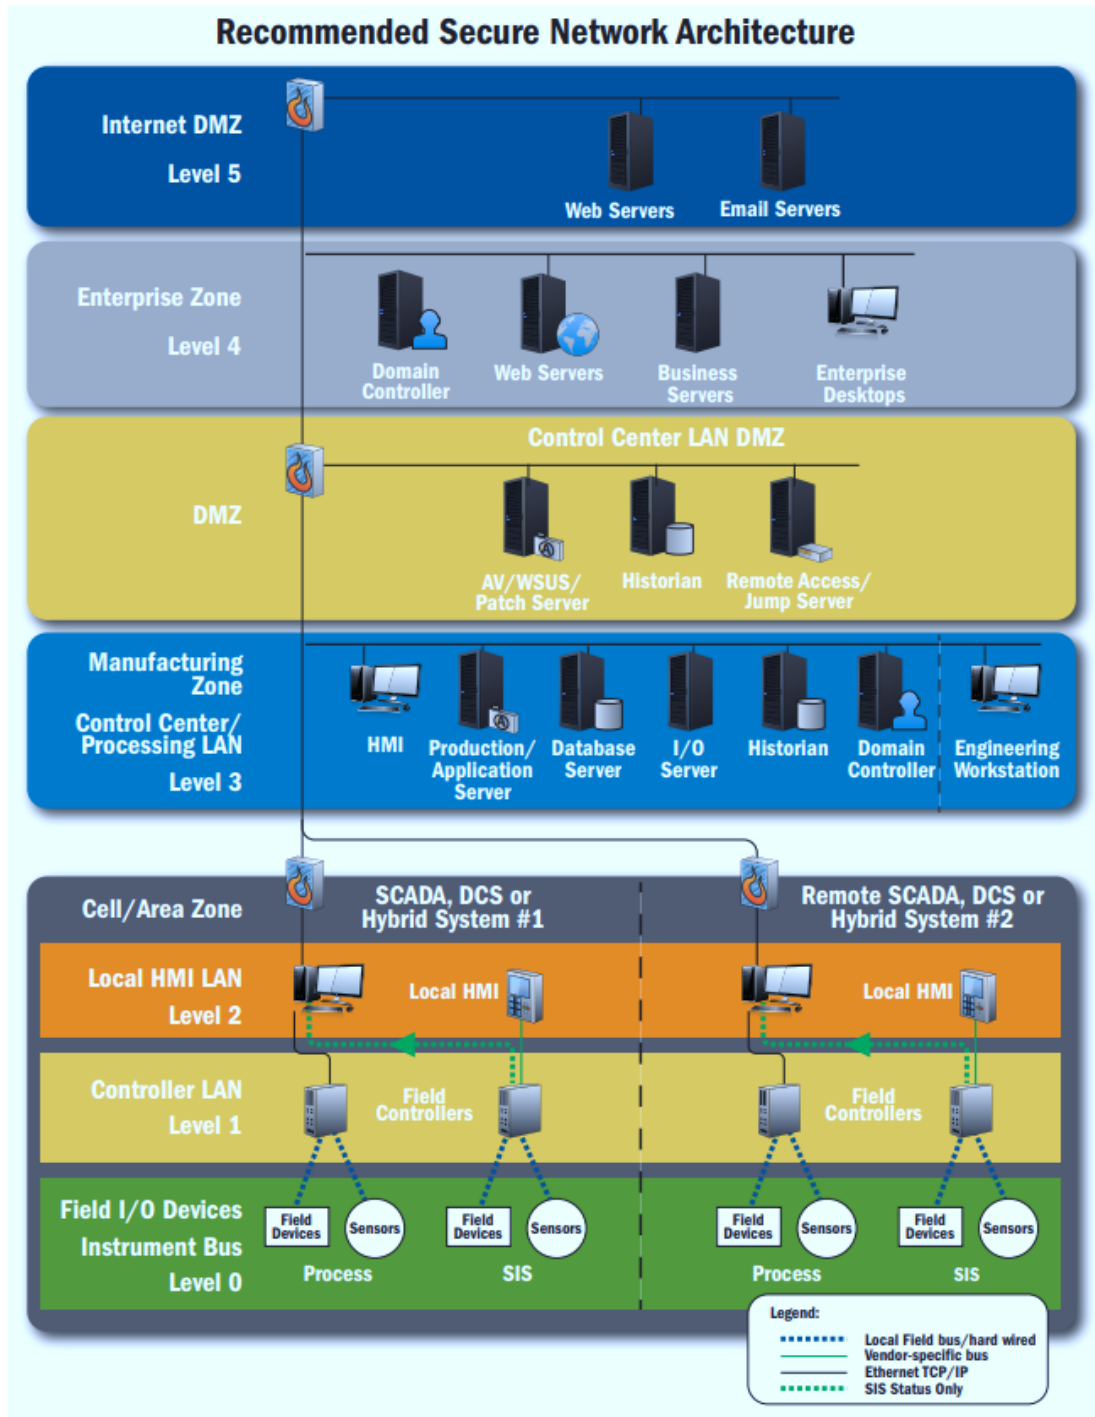 Recommended Secure Network Architecture
Internet DMZ
Level 5
Web Servers
Email Servers
Enterprise Zone
Level 4
Domain
Controller
Web Servers
Business
Servers
Enterprise
Desktops
Control Center LAN DMZ
DMZ
AV/WSUS/
Patch Server
Historian
Remote Access/
Jump Server
Manufacturing
Zone
Control Center/
Processing LAN
Level 3
HMI
Production/
Application
Server
Database
Server
I/O
Server
Historian
Domain
Controller
Engineering
Workstation
Cell/Area Zone
SCADA, DCS or
Hybrid System #1
Remote SCADA, DCS or
Hybrid System #2
Local HMI LAN
Level 2
Local HMI
Local HMI
Controller LAN
Level 1
Field
Controllers
Field
Controllers
Field I/O Devices
Instrument Bus
Level 0
Field
Devices
Sensors
Process
Field
Devices
Sensors
SIS
Field
Devices
Sensors
Process
Field
Devices
Sensors
SIS
Legend:
Local Field bus/hard wired
Vendor-specific bus
Ethernet TCP/IP
SIS Status Only